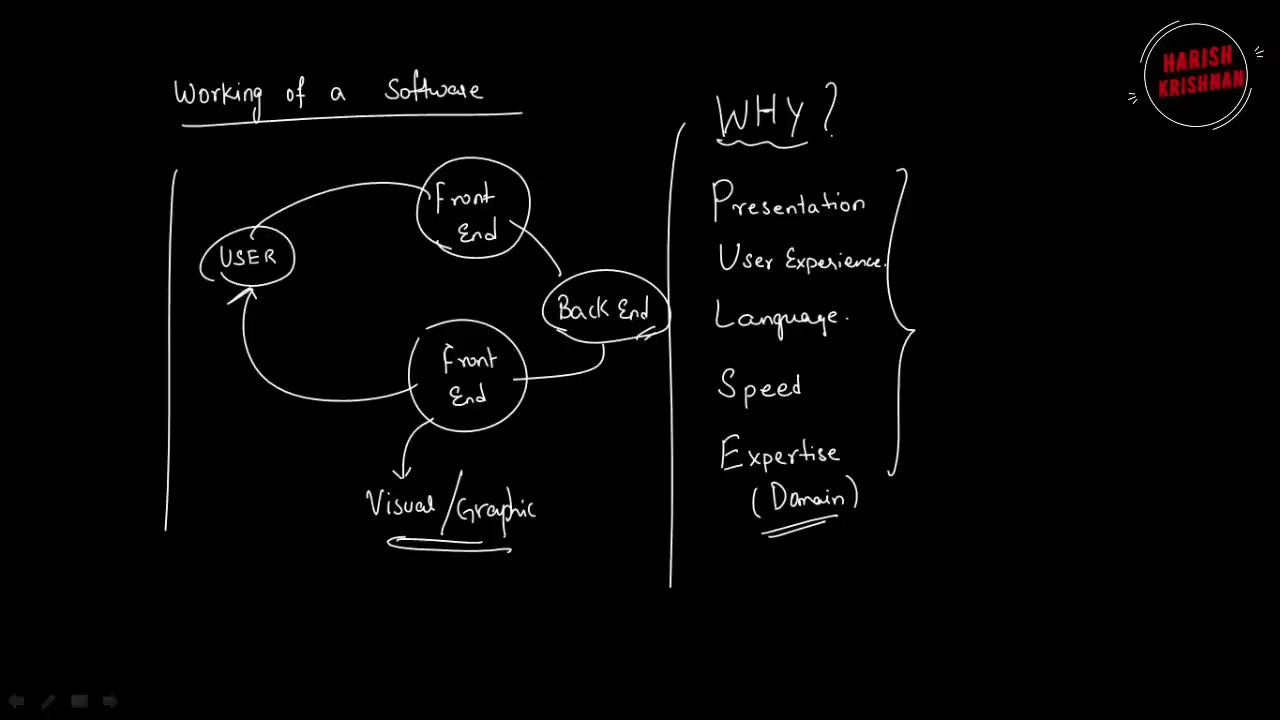 Working of a Software
USER
Front
End
Back End
Front
End
Visual/Graphic
WHY?
Presentation
User Experience.
Language.
Speed
Expertise
(Domain)
HARISH
KRISHNAN